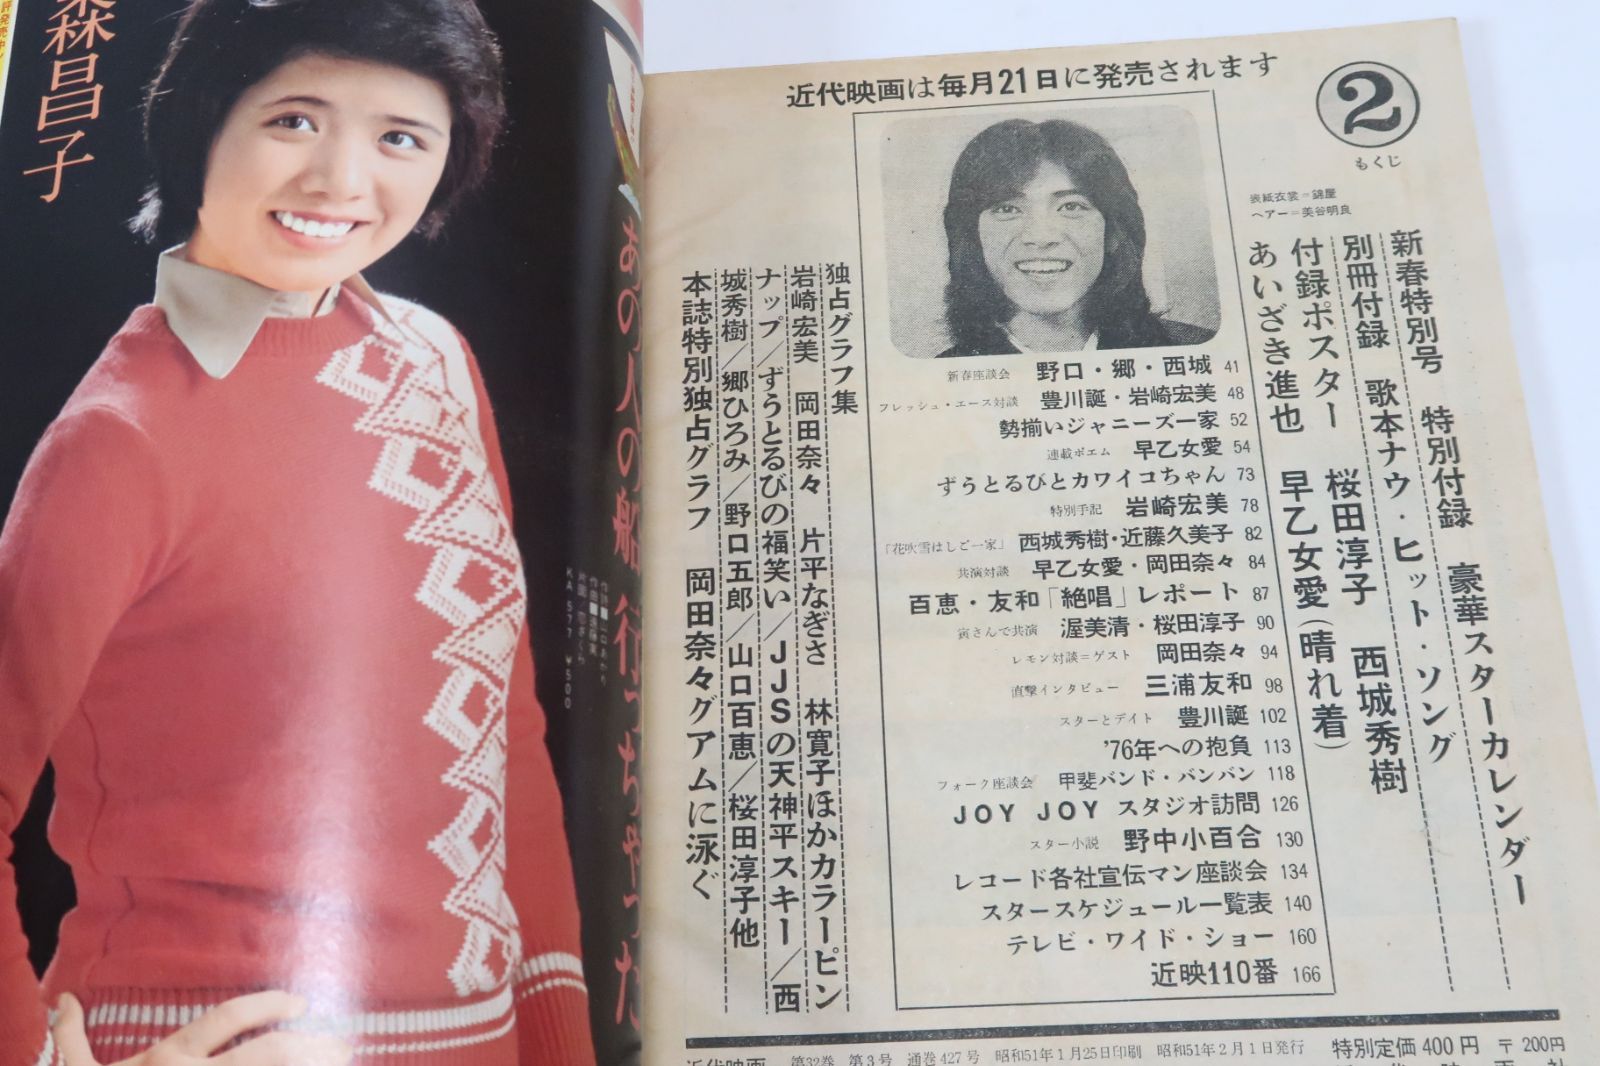 森昌子
あの人の船行っちゃった
KA 577 ¥500
近代映画は毎月21日に発売されます
2
もくじ
表紙衣裳=錦屋
ヘアー=美谷明良
新春特別号 特別付録 豪華スターカレンダー
別冊付録 歌本ナウ・ヒット・ソング
付録ポスター 桜田淳子 西城秀樹
あいざき進也 早乙女愛(晴れ着)
新春座談会 野口・郷・西城 41
フレッシュ・エース対談 豊川誕・岩崎宏美 48
勢揃いジャニーズ一家 52
連載ポエム 早乙女愛 54
ずうとるびとカワイコちゃん 73
特別手記 岩崎宏美 78
「花吹雪はしご一家」 西城秀樹・近藤久美子 82
共演対談 早乙女愛・岡田奈々 84
百恵・友和「絶唱」レポート 87
寅さんで共演 渥美清・桜田淳子 90
レモン対談=ゲスト 岡田奈々 94
直撃インタビュー 三浦友和 98
スターとデイト 豊川誕 102
'76年への抱負 113
フォーク座談会 甲斐バンド・バンバン 118
JOY JOY スタジオ訪問 126
スター小説 野中小百合 130
レコード各社宣伝マン座談会 134
スタースケジュール一覧表 140
テレビ・ワイド・ショー 160
近映110番 166
独占グラフ集
岩崎宏美 岡田奈々 片平なぎさ 林寛子ほかカラーピン
ナップ/ずうとるびの福笑い/JJSの天神平スキー/西
城秀樹/郷ひろみ/野口五郎/山口百恵/桜田淳子他
本誌特別独占グラフ 岡田奈々グアムに泳ぐ
近代映画 第32巻 第3号 通巻427号 昭和51年1月25日印刷 昭和51年2月1日発行 特別定価400円 〒200円